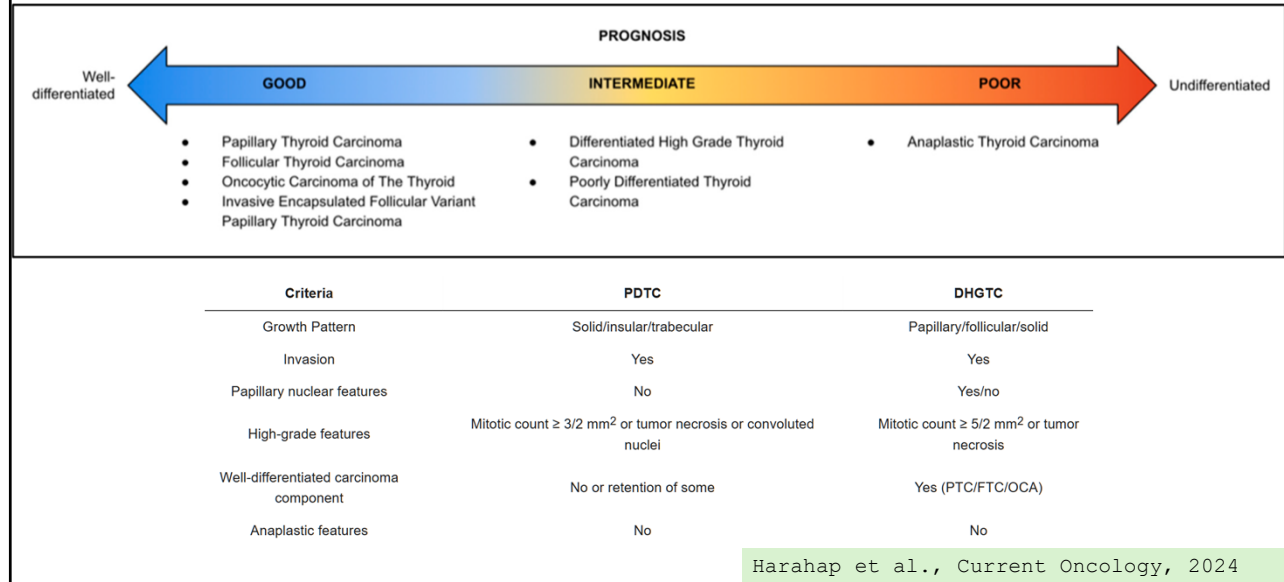 PROGNOSIS
Well-
differentiated
GOOD
INTERMEDIATE
POOR
Undifferentiated
• Papillary Thyroid Carcinoma
• Follicular Thyroid Carcinoma
• Oncocytic Carcinoma of The Thyroid
• Invasive Encapsulated Follicular Variant
Papillary Thyroid Carcinoma
• Differentiated High Grade Thyroid
Carcinoma
• Poorly Differentiated Thyroid
Carcinoma
• Anaplastic Thyroid Carcinoma
Criteria PDTC DHGTC
Growth Pattern Solid/insular/trabecular Papillary/follicular/solid
Invasion Yes Yes
Papillary nuclear features No Yes/no
High-grade features
Mitotic count ≥ 3/2 mm² or tumor necrosis or convoluted
nuclei
Mitotic count ≥ 5/2 mm² or tumor
necrosis
Well-differentiated carcinoma
component
No or retention of some
Yes (PTC/FTC/OCA)
Anaplastic features No No
Harahap et al., Current Oncology, 2024